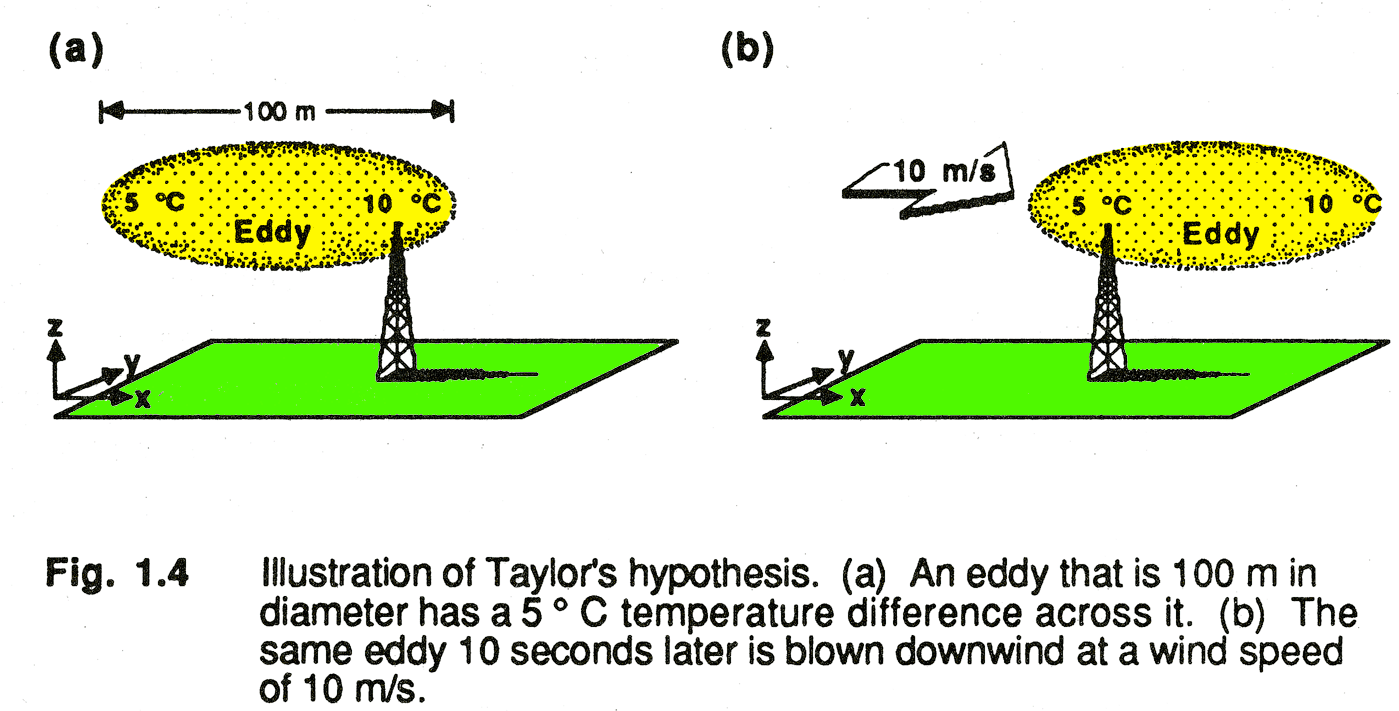 (a)
100 m
5 °C
10 °C
Eddy
z
y
x
(b)
10 m/s
5 °C
10 °C
Eddy
z
y
x
Fig. 1.4 Illustration of Taylor's hypothesis. (a) An eddy that is 100 m in
diameter has a 5 ° C temperature difference across it. (b) The
same eddy 10 seconds later is blown downwind at a wind speed
of 10 m/s.